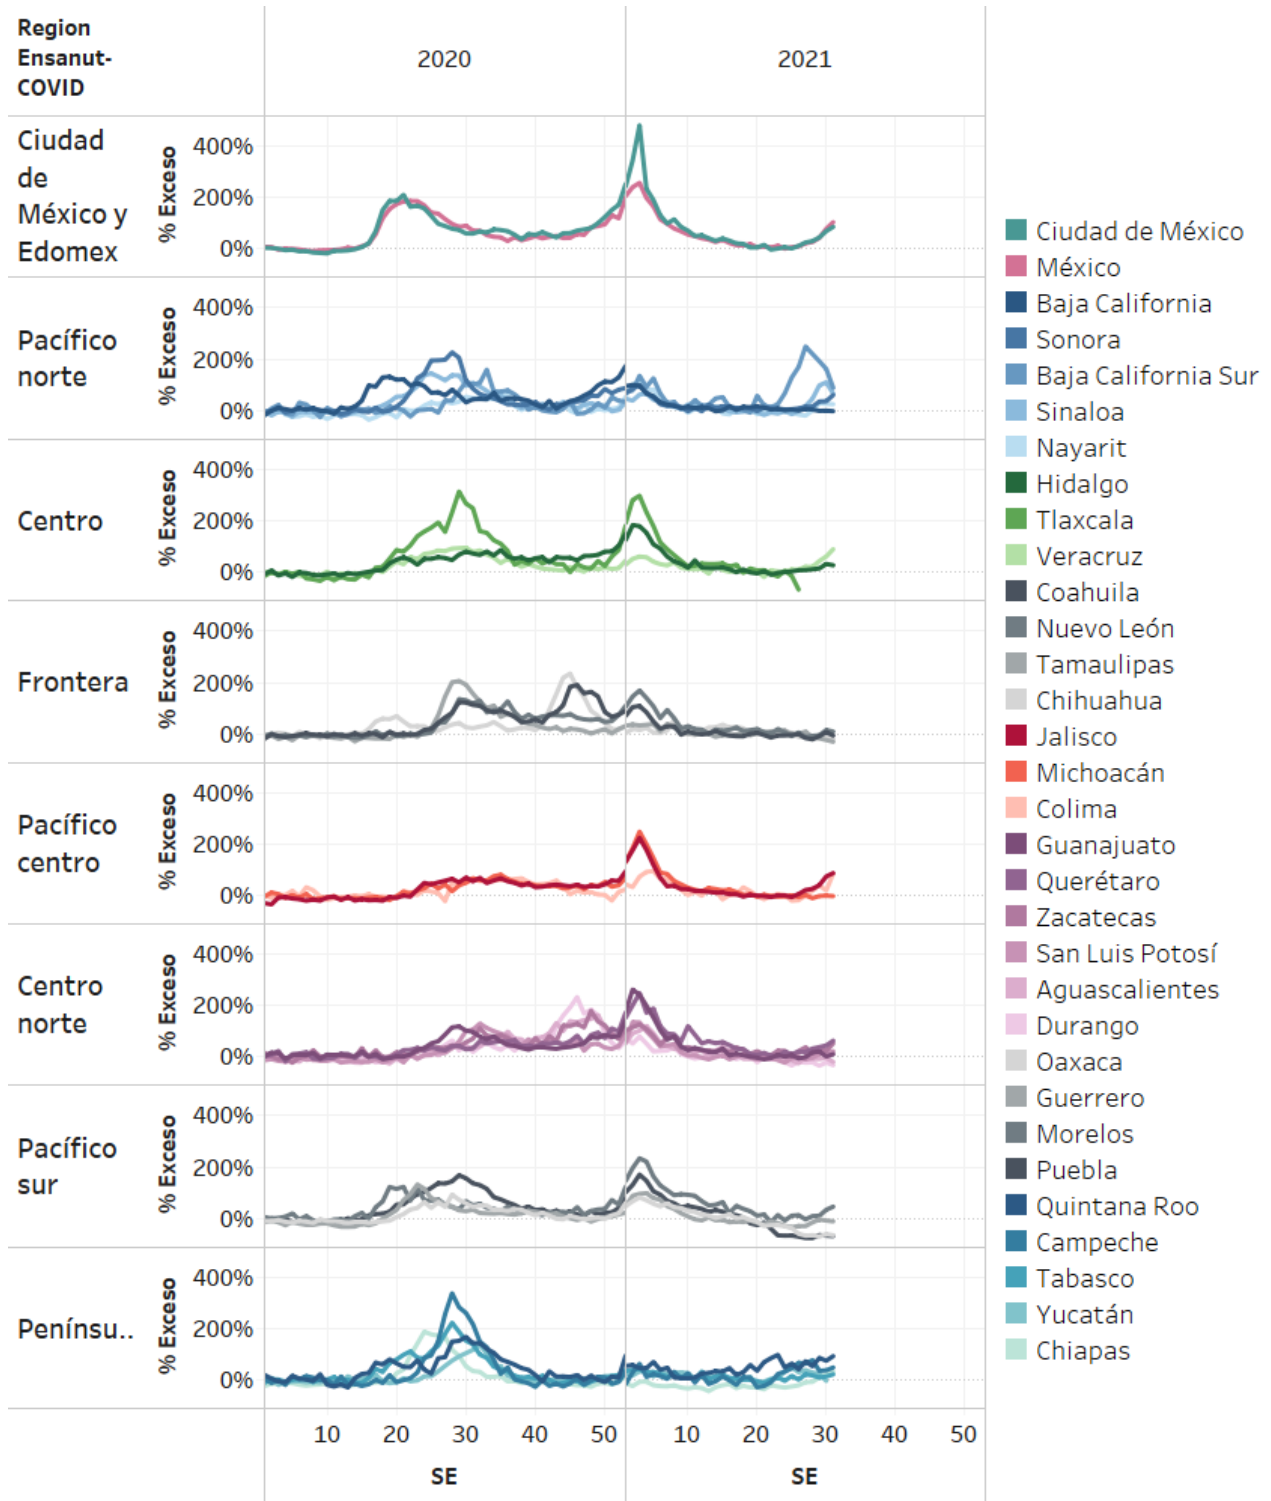 Region
Ensanut-
COVID
2020
2021
Ciudad
de
México y
Edomex
% Exceso
400%
200%
0%
Pacífico
norte
% Exceso
400%
200%
0%
Centro
% Exceso
400%
200%
0%
Frontera
% Exceso
400%
200%
0%
Pacífico
centro
% Exceso
400%
200%
0%
Centro
norte
% Exceso
400%
200%
0%
Pacífico
sur
% Exceso
400%
200%
0%
Penínsu..
% Exceso
400%
200%
0%
10 20 30 40 50 10 20 30 40 50
SE
SE
Ciudad de México
México
Baja California
Sonora
Baja California Sur
Sinaloa
Nayarit
Hidalgo
Tlaxcala
Veracruz
Coahuila
Nuevo León
Tamaulipas
Chihuahua
Jalisco
Michoacán
Colima
Guanajuato
Querétaro
Zacatecas
San Luis Potosí
Aguascalientes
Durango
Oaxaca
Guerrero
Morelos
Puebla
Quintana Roo
Campeche
Tabasco
Yucatán
Chiapas